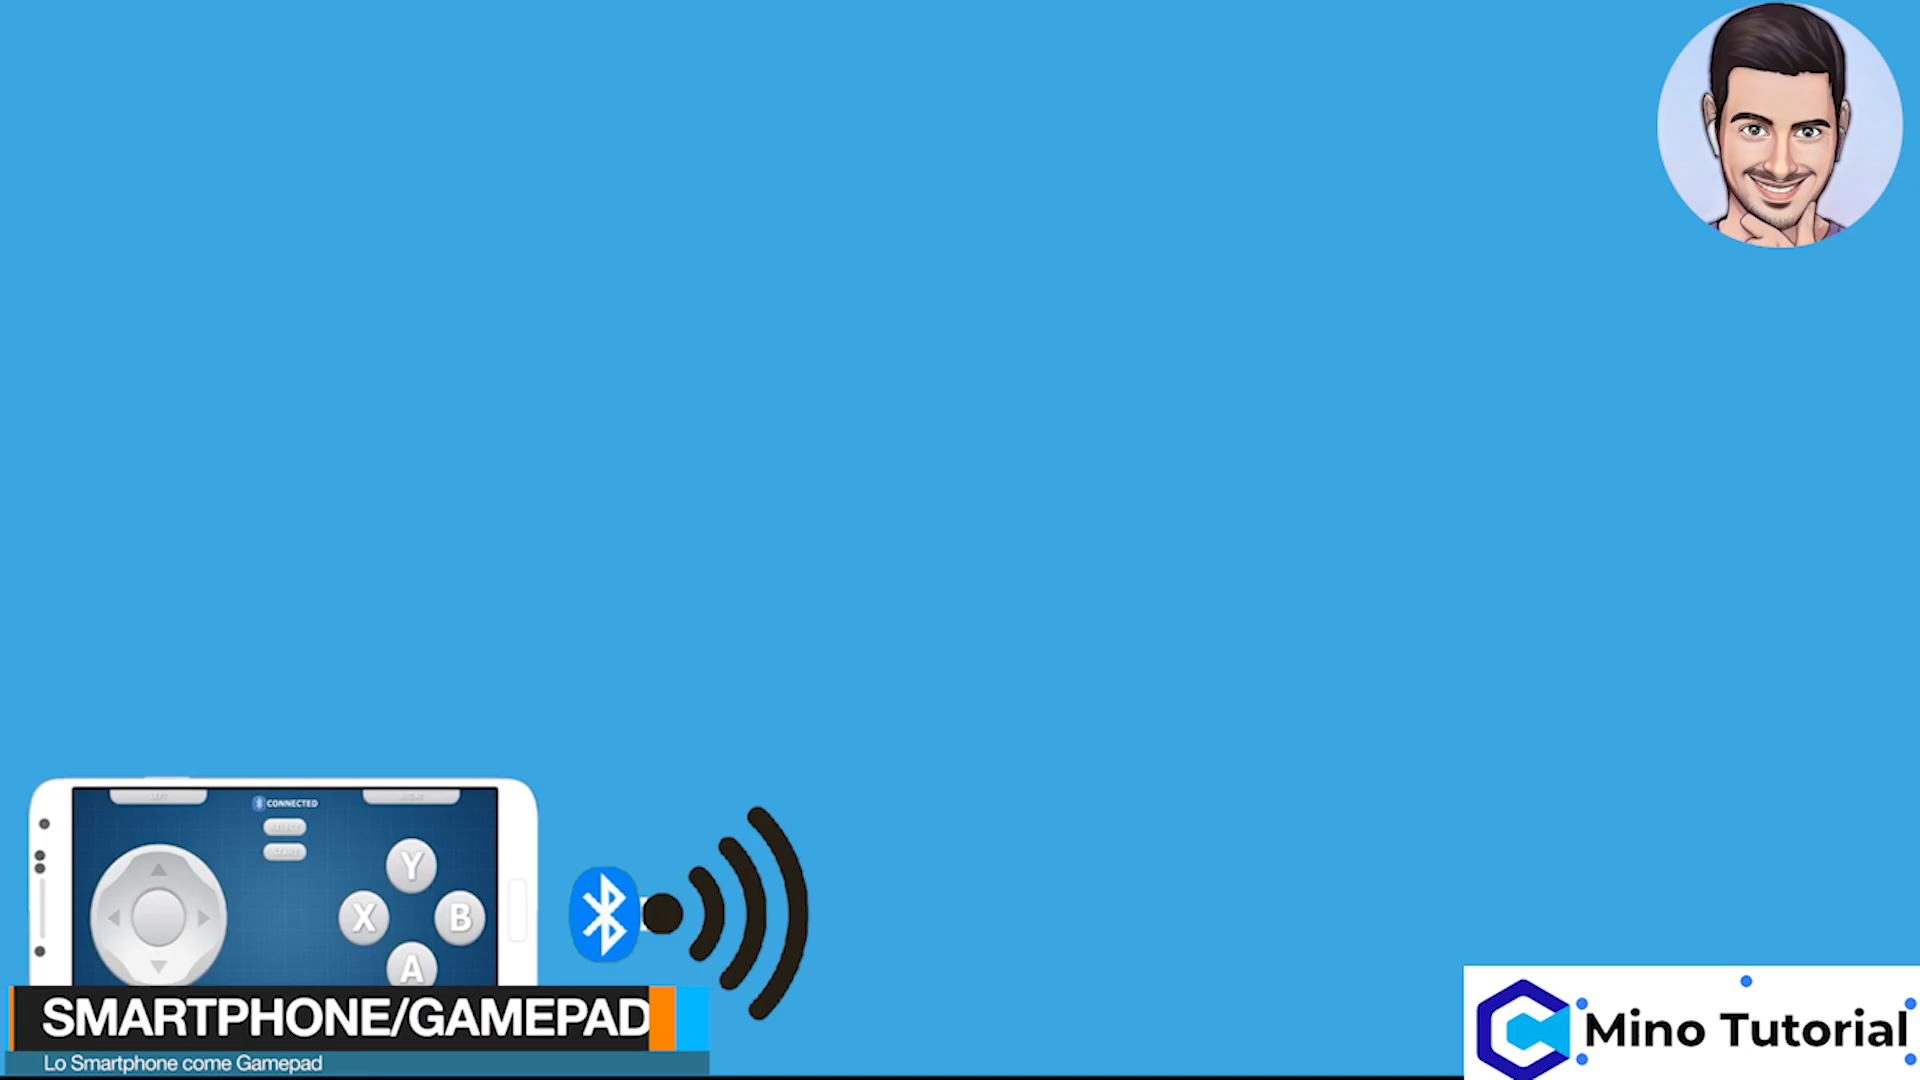 CONNECTED
Y
X
B
A
SMARTPHONE/GAMEPAD
Lo Smartphone come Gamepad
Mino Tutorial